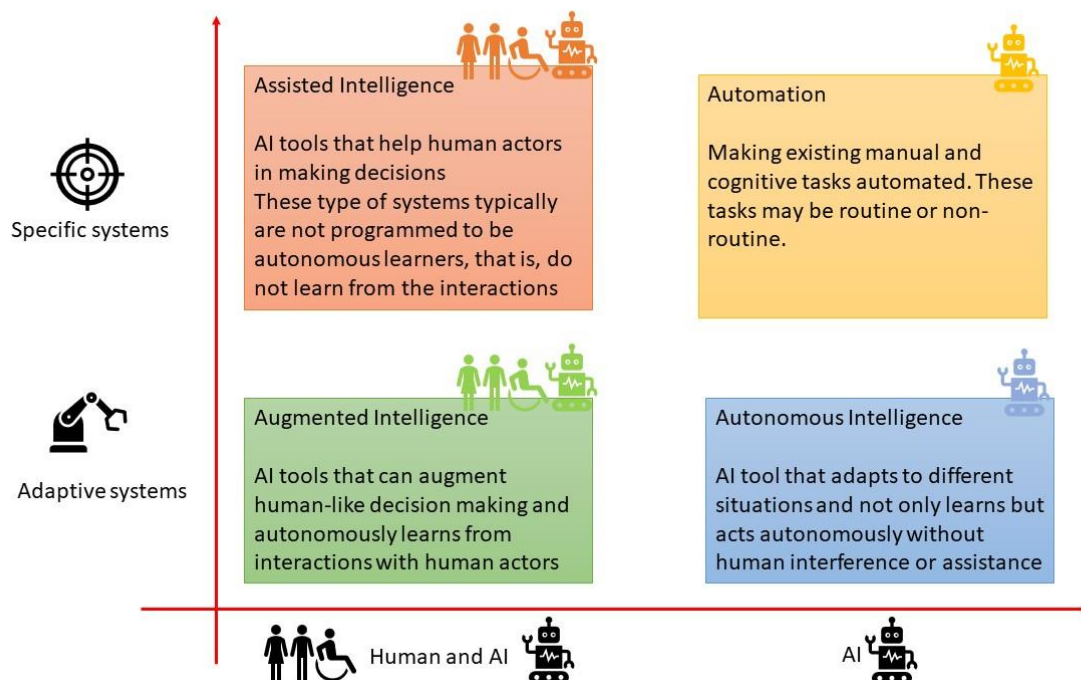 Assisted Intelligence
AI tools that help human actors
in making decisions
These type of systems typically
are not programmed to be
autonomous learners, that is, do
not learn from the interactions
Automation
Making existing manual and
cognitive tasks automated. These
tasks may be routine or non-
routine.
Specific systems
Augmented Intelligence
AI tools that can augment
human-like decision making and
autonomously learns from
interactions with human actors
Autonomous Intelligence
AI tool that adapts to different
situations and not only learns but
acts autonomously without
human interference or assistance
Adaptive systems
Human and AI
AI